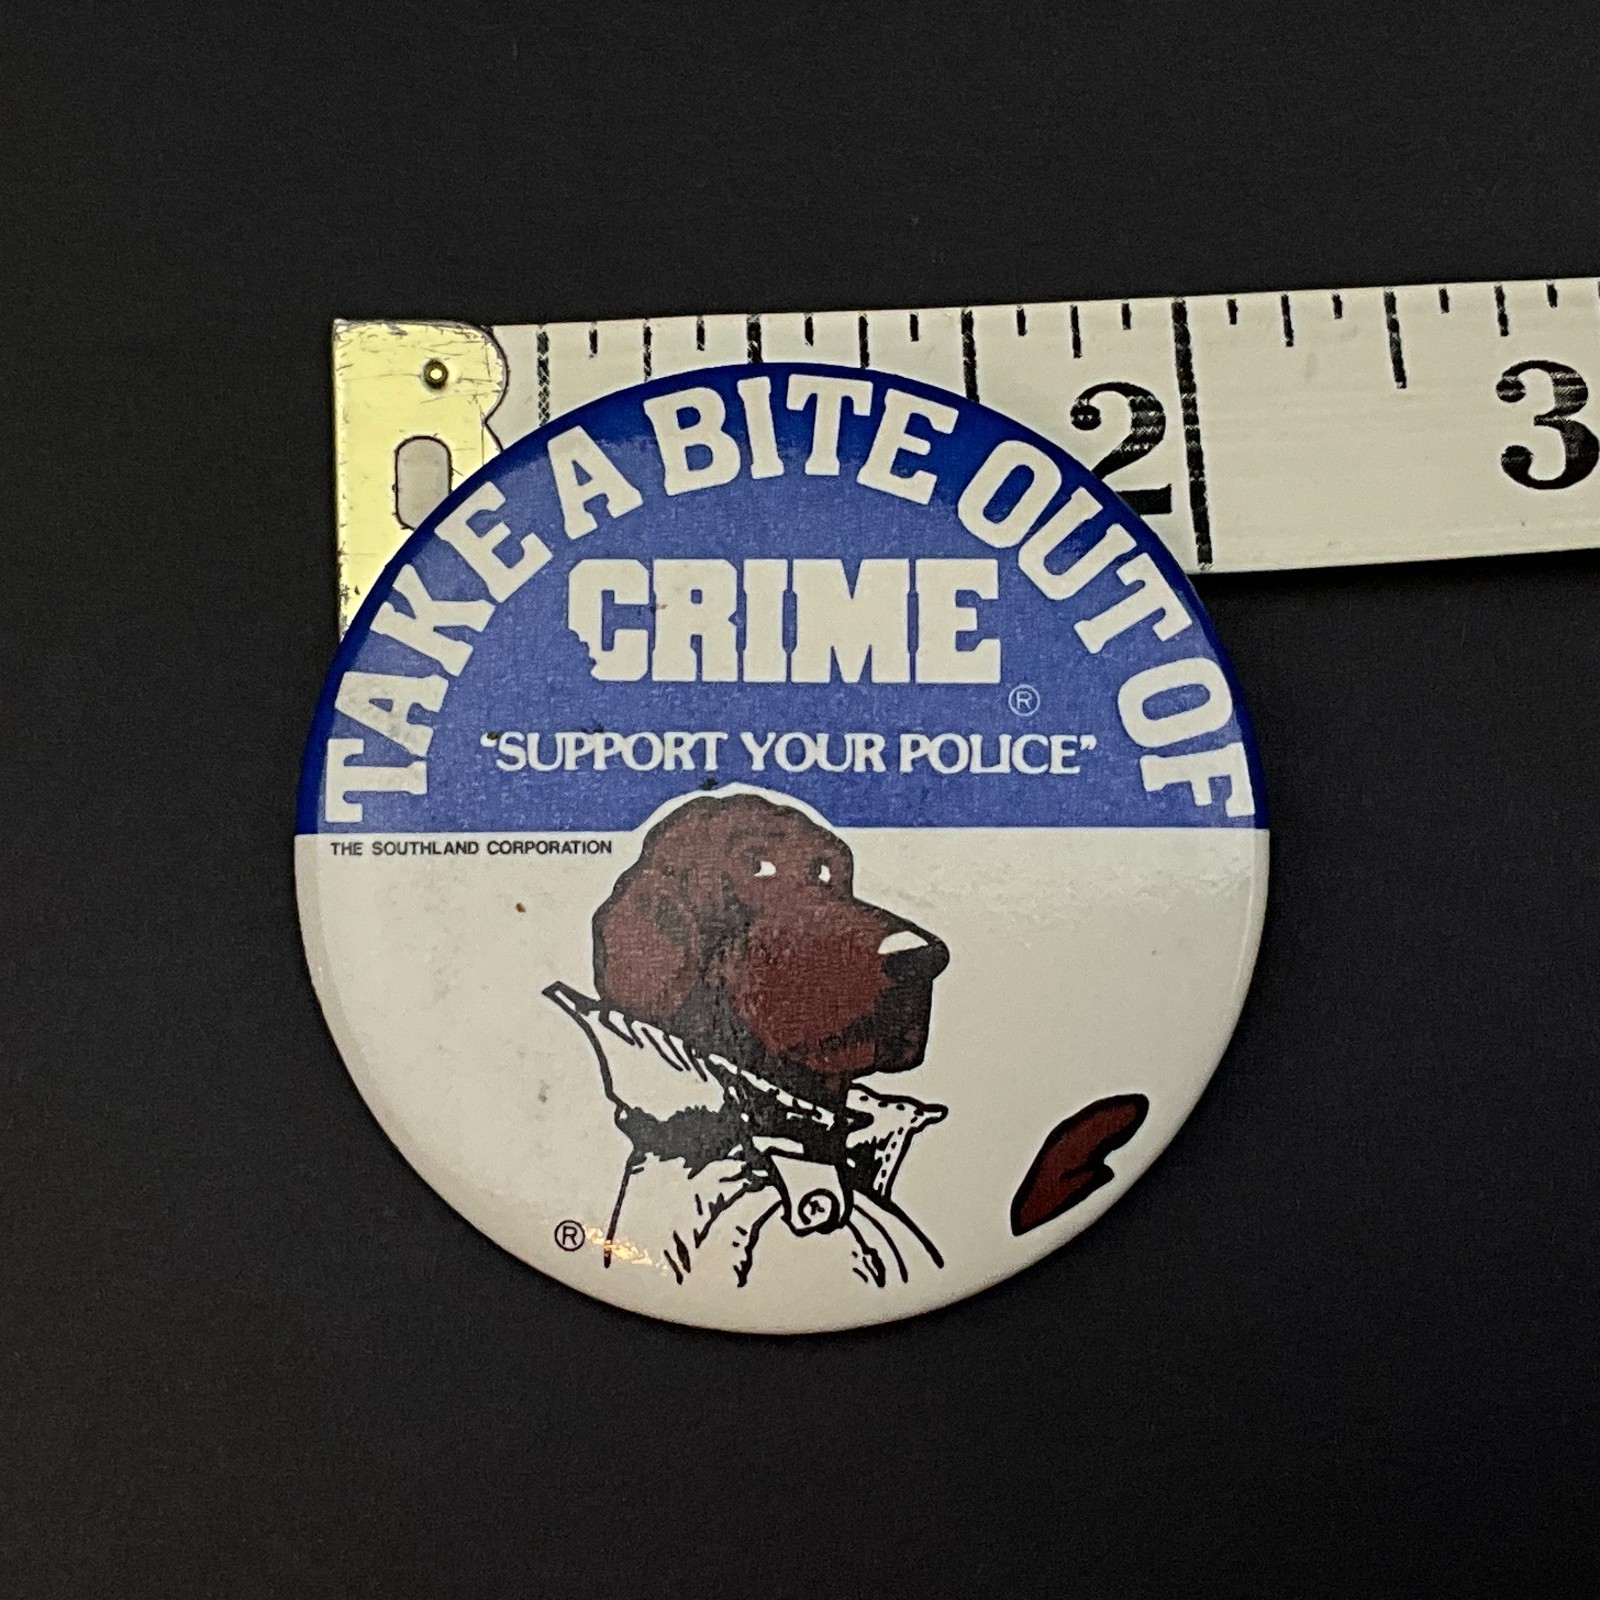 2
3
TAKE A BITE OUT OF
CRIME
®
"SUPPORT YOUR POLICE"
THE SOUTHLAND CORPORATION
®